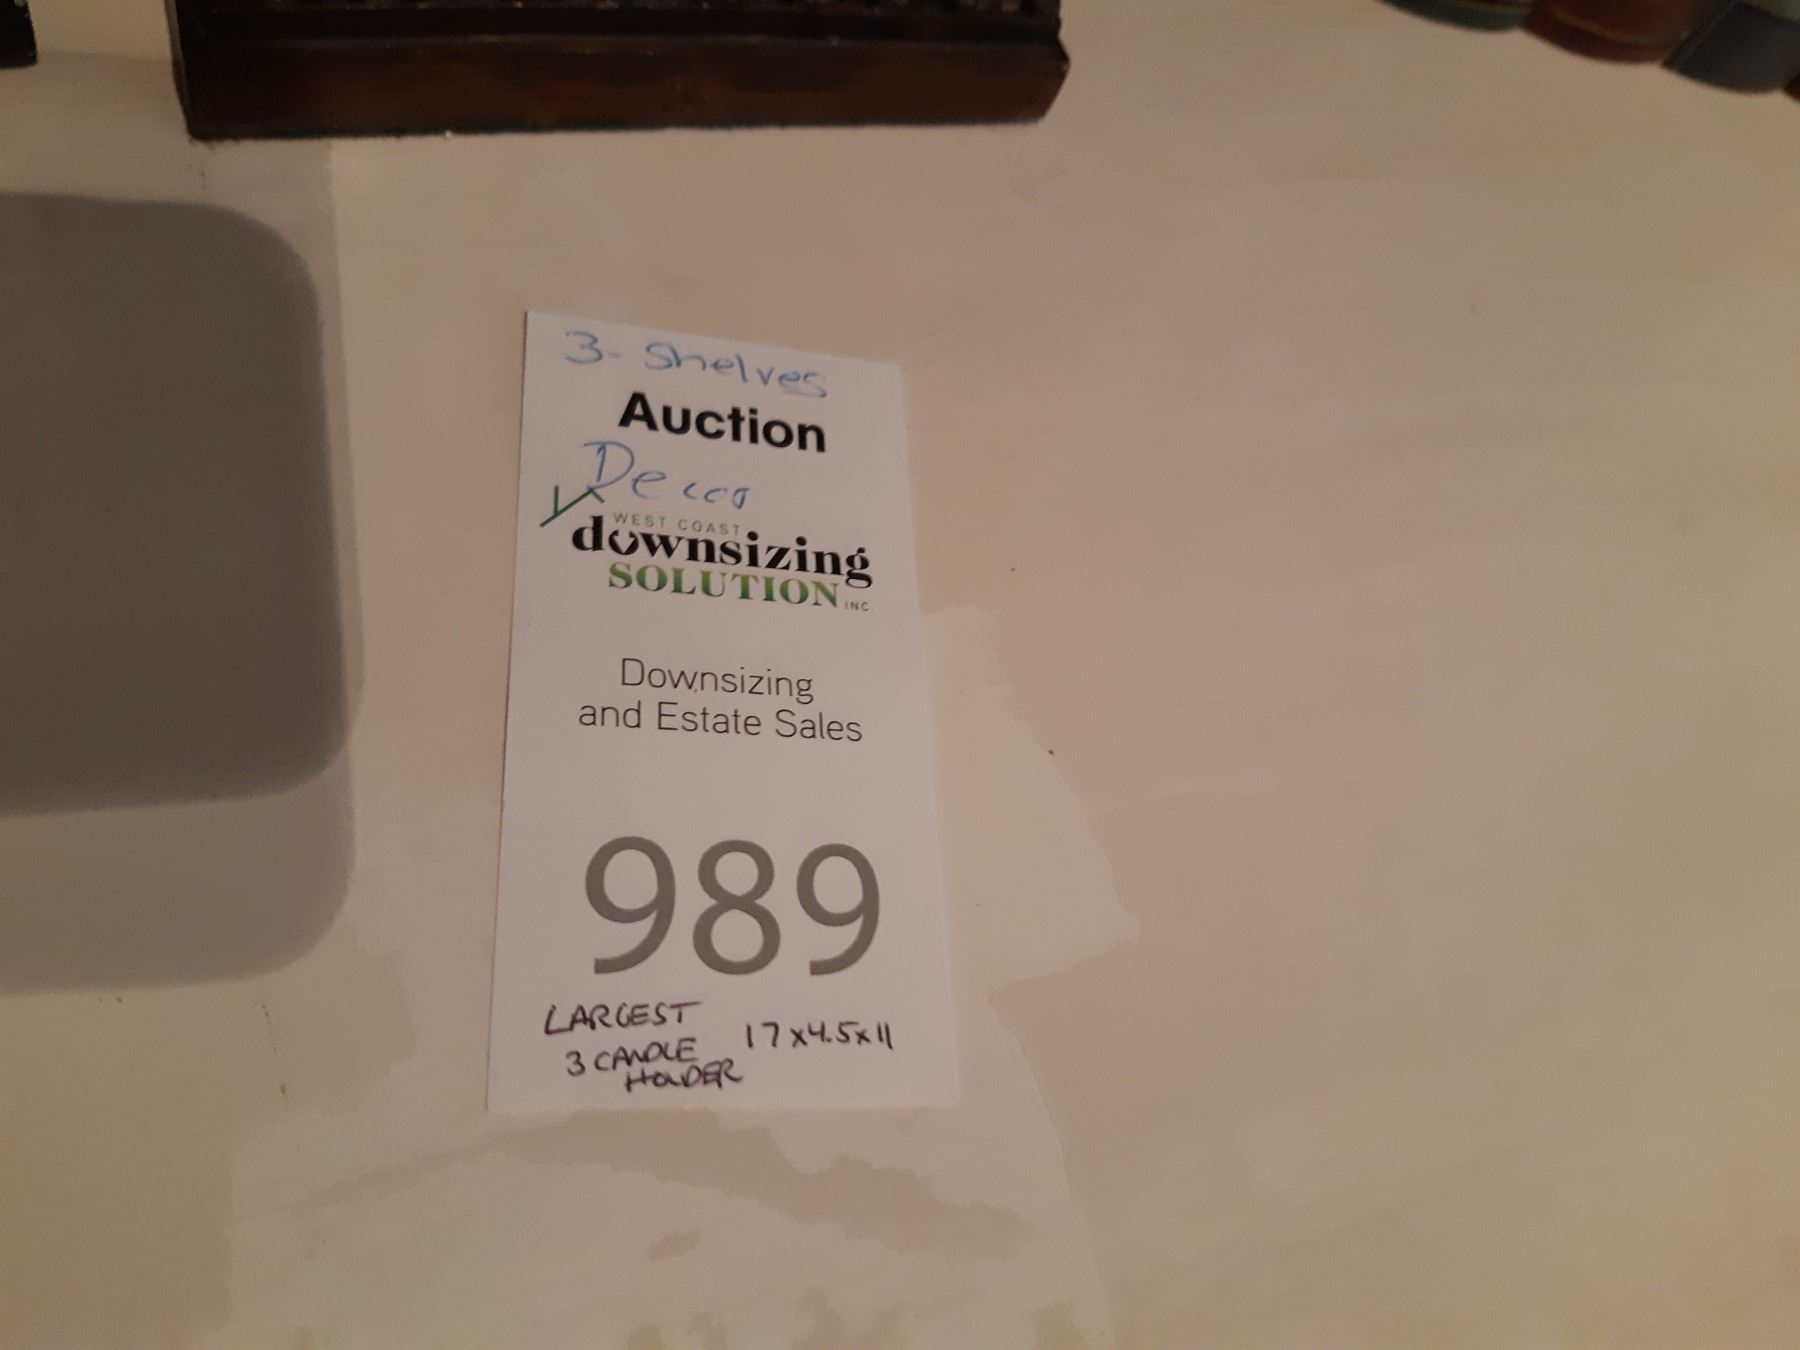 3- Shelves
Auction
Decor
WEST COAST
downsizing
SOLUTION INC.
Downsizing
and Estate Sales
989
LARGEST
3 CANDLE
HOLDER
17x4.5x11